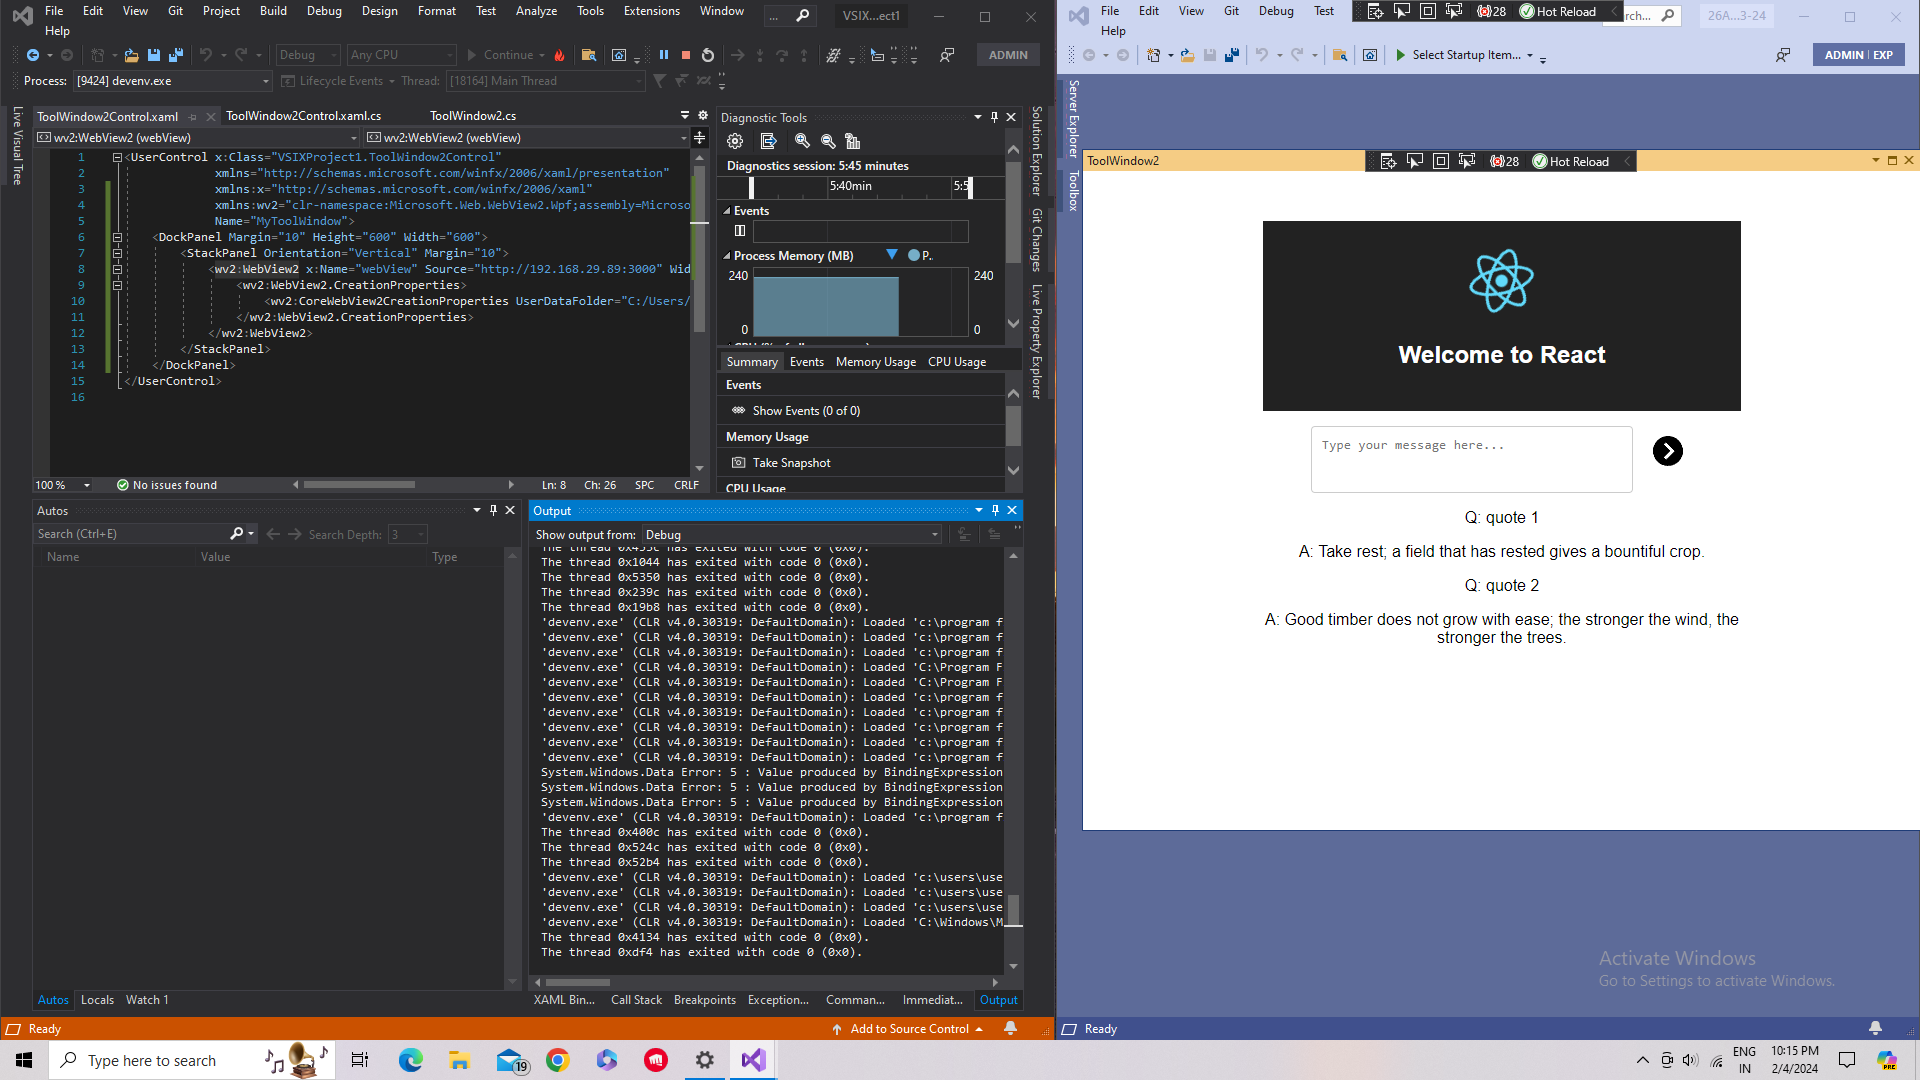 File Edit View Git Project Build Debug Design Format Test Analyze Tools Extensions Window ... VSIX...ect1
Help
Debug Any CPU Continue ADMIN
Process: [9424] devenv.exe Lifecycle Events Thread: [18164] Main Thread
Live Visual Tree
ToolWindow2Control.xaml ToolWindow2Control.xaml.cs ToolWindow2.cs
wv2:WebView2 (webView) wv2:WebView2 (webView)
1 <UserControl x:Class="VSIXProject1.ToolWindow2Control"
2 xmlns="http://schemas.microsoft.com/winfx/2006/xaml/presentation"
3 xmlns:x="http://schemas.microsoft.com/winfx/2006/xaml"
4 xmlns:wv2="clr-namespace:Microsoft.Web.WebView2.Wpf;assembly=Microso
5 Name="MyToolWindow">
6 <DockPanel Margin="10" Height="600" Width="600">
7 <StackPanel Orientation="Vertical" Margin="10">
8 <wv2:WebView2 x:Name="webView" Source="http://192.168.29.89:3000" Wid
9 <wv2:WebView2.CreationProperties>
10 <wv2:CoreWebView2CreationProperties UserDataFolder="C:/Users/
11 </wv2:WebView2.CreationProperties>
12 </wv2:WebView2>
13 </StackPanel>
14 </DockPanel>
15 </UserControl>
16
100 % No issues found Ln: 8 Ch: 26 SPC CRLF
Diagnostic Tools
Diagnostics session: 5:45 minutes
5:40min 5:5
Events
Process Memory (MB) P..
240 240
0 0
Summary Events Memory Usage CPU Usage
Events
Show Events (0 of 0)
Memory Usage
Take Snapshot
CPU Usage
Solution Explorer
Git Changes
Live Property Explorer
Autos
Search (Ctrl+E) Search Depth: 3
Name Value Type
Autos Locals Watch 1
Output
Show output from: Debug
The thread 0x455c has exited with code 0 (0x0).
The thread 0x1044 has exited with code 0 (0x0).
The thread 0x5350 has exited with code 0 (0x0).
The thread 0x239c has exited with code 0 (0x0).
The thread 0x19b8 has exited with code 0 (0x0).
'devenv.exe' (CLR v4.0.30319: DefaultDomain): Loaded 'c:\program f
'devenv.exe' (CLR v4.0.30319: DefaultDomain): Loaded 'c:\program f
'devenv.exe' (CLR v4.0.30319: DefaultDomain): Loaded 'c:\program f
'devenv.exe' (CLR v4.0.30319: DefaultDomain): Loaded 'C:\Program F
'devenv.exe' (CLR v4.0.30319: DefaultDomain): Loaded 'C:\Program F
'devenv.exe' (CLR v4.0.30319: DefaultDomain): Loaded 'c:\program f
'devenv.exe' (CLR v4.0.30319: DefaultDomain): Loaded 'c:\program f
'devenv.exe' (CLR v4.0.30319: DefaultDomain): Loaded 'c:\program f
'devenv.exe' (CLR v4.0.30319: DefaultDomain): Loaded 'c:\program f
'devenv.exe' (CLR v4.0.30319: DefaultDomain): Loaded 'c:\program f
System.Windows.Data Error: 5 : Value produced by BindingExpression
System.Windows.Data Error: 5 : Value produced by BindingExpression
System.Windows.Data Error: 5 : Value produced by BindingExpression
'devenv.exe' (CLR v4.0.30319: DefaultDomain): Loaded 'c:\program f
The thread 0x400c has exited with code 0 (0x0).
The thread 0x524c has exited with code 0 (0x0).
The thread 0x52b4 has exited with code 0 (0x0).
'devenv.exe' (CLR v4.0.30319: DefaultDomain): Loaded 'c:\users\use
'devenv.exe' (CLR v4.0.30319: DefaultDomain): Loaded 'c:\users\use
'devenv.exe' (CLR v4.0.30319: DefaultDomain): Loaded 'c:\users\use
'devenv.exe' (CLR v4.0.30319: DefaultDomain): Loaded 'C:\Windows\M
The thread 0x4134 has exited with code 0 (0x0).
The thread 0xdf4 has exited with code 0 (0x0).
XAML Bin... Call Stack Breakpoints Exception... Comman... Immediat... Output
Ready Add to Source Control
File Edit View Git Debug Test 28 Hot Reload rch... 26A...3-24
Help
Select Startup Item... ADMIN EXP
Server Explorer
Toolbox
ToolWindow2 28 Hot Reload
Welcome to React
Type your message here...
Q: quote 1
A: Take rest; a field that has rested gives a bountiful crop.
Q: quote 2
A: Good timber does not grow with ease; the stronger the wind, the
stronger the trees.
Activate Windows
Go to Settings to activate Windows.
Ready
Type here to search 19 ENG 10:15 PM
IN 2/4/2024 PRE